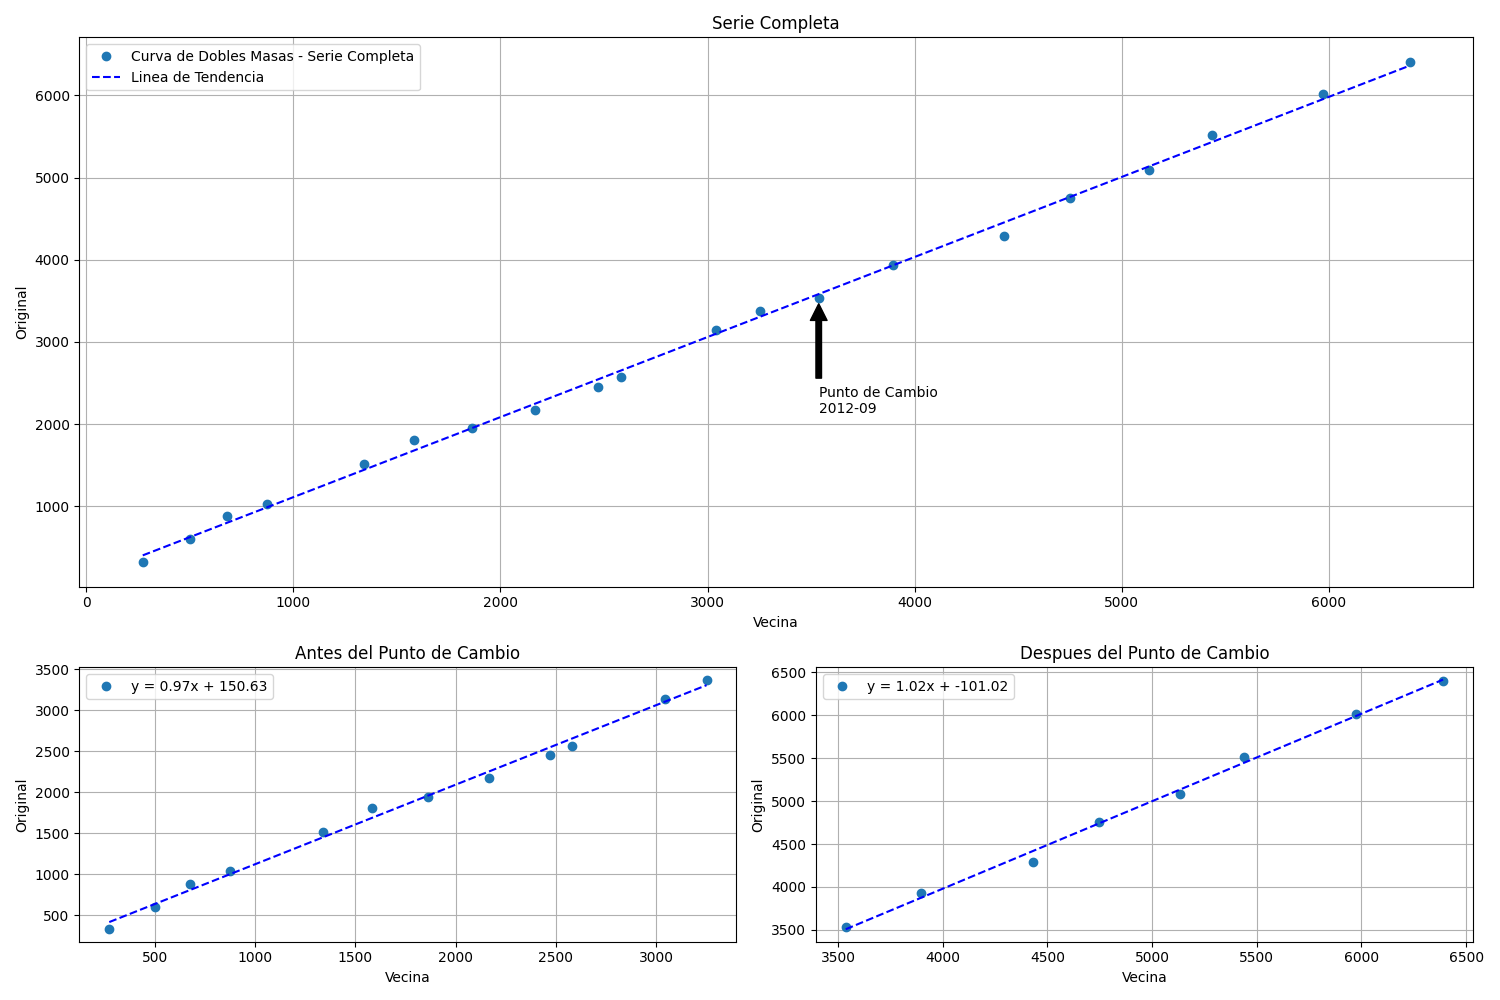 Serie Completa
Curva de Dobles Masas - Serie Completa
Linea de Tendencia
6000
5000
4000
3000
2000
1000
Original
Punto de Cambio
2012-09
0 1000 2000 3000 4000 5000 6000
Vecina
Antes del Punto de Cambio
y = 0.97x + 150.63
3500
3000
2500
2000
1500
1000
500
Original
500 1000 1500 2000 2500 3000
Vecina
Despues del Punto de Cambio
y = 1.02x + -101.02
6500
6000
5500
5000
4500
4000
3500
Original
3500 4000 4500 5000 5500 6000 6500
Vecina